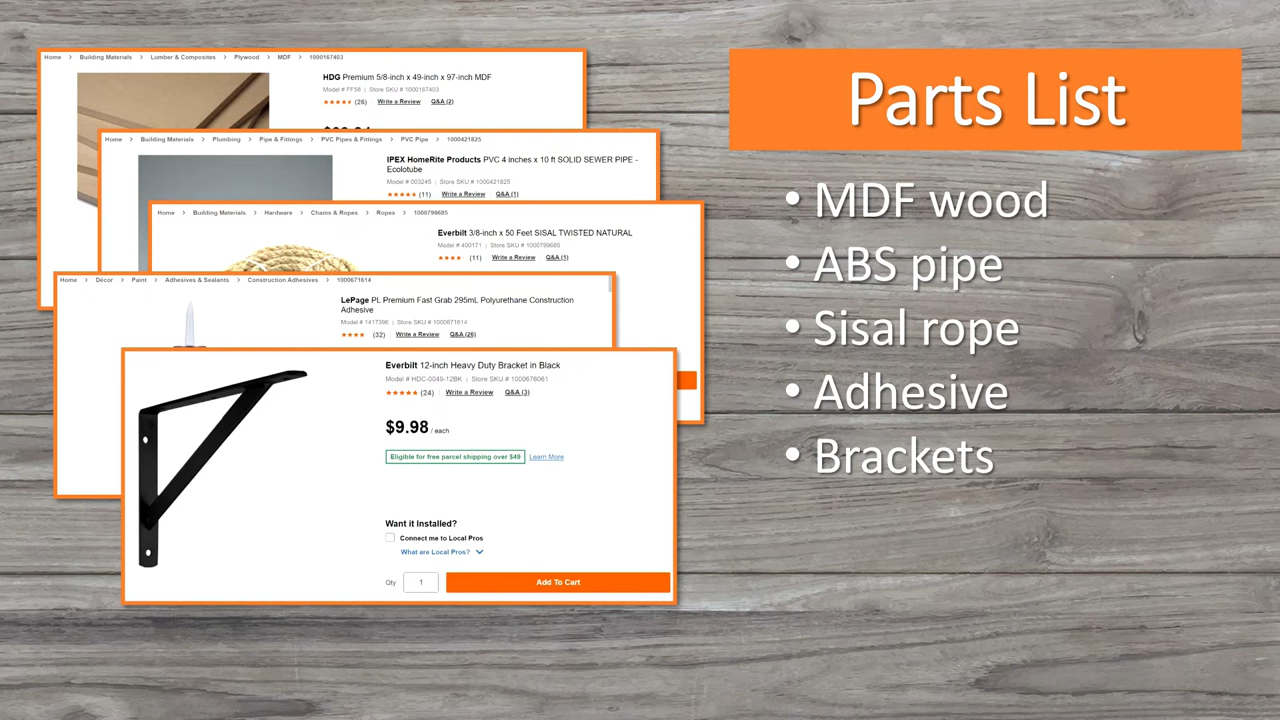 Home > Building Materials > Lumber & Composites > Plywood > MDF > 1000167403
HDG Premium 5/8-inch x 49-inch x 97-inch MDF
Model # FF58 | Store SKU # 1000167403
(26) Write a Review Q&A (2)
Home > Building Materials > Plumbing > Pipe & Fittings > PVC Pipes & Fittings > PVC Pipe > 1000421825
IPEX HomeRite Products PVC 4 inches x 10 ft SOLID SEWER PIPE -
Ecolotube
Model # 003245 | Store SKU # 1000421825
(11) Write a Review Q&A (1)
Home > Building Materials > Hardware > Chains & Ropes > Ropes > 1000799685
Everbilt 3/8-inch x 50 Feet SISAL TWISTED NATURAL
Model # 400171 | Store SKU # 1000799685
(11) Write a Review Q&A (1)
Home > Décor > Paint > Adhesives & Sealants > Construction Adhesives > 1000671614
LePage PL Premium Fast Grab 295mL Polyurethane Construction
Adhesive
Model # 1417396 | Store SKU # 1000671614
(32) Write a Review Q&A (26)
Everbilt 12-inch Heavy Duty Bracket in Black
Model # HDC-0049-12BK | Store SKU # 1000676061
(24) Write a Review Q&A (3)
$9.98 / each
Eligible for free parcel shipping over $49 Learn More
Want it Installed?
Connect me to Local Pros
What are Local Pros?
Qty 1 Add To Cart
Parts List
• MDF wood
• ABS pipe
• Sisal rope
• Adhesive
• Brackets